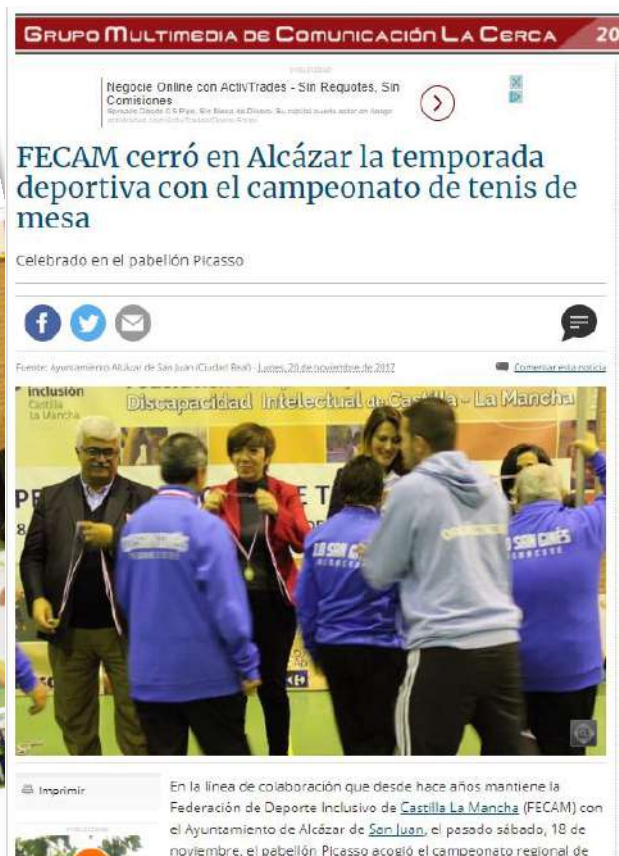 GRUPO MULTIMEDIA DE COMUNICACIÓN LA CERCA 20
PUBLICIDAD
Negocie Online con ActivTrades - Sin Requotes, Sin
Comisiones
FECAM cerró en Alcázar la temporada
deportiva con el campeonato de tenis de
mesa
Celebrado en el pabellón Picasso
Fuente: Ayuntamiento Alcázar de San Juan (Ciudad Real) - Lunes, 20 de noviembre de 2017
Comentar esta noticia
inclusión
Castilla
La Mancha
Discapacidad Intelectual de Castilla - La Mancha
SAN GINÉS
SAN GINÉS
Imprimir
En la línea de colaboración que desde hace años mantiene la
Federación de Deporte Inclusivo de Castilla La Mancha (FECAM) con
el Ayuntamiento de Alcázar de San Juan, el pasado sábado, 18 de
noviembre, el pabellón Picasso acogió el campeonato regional de